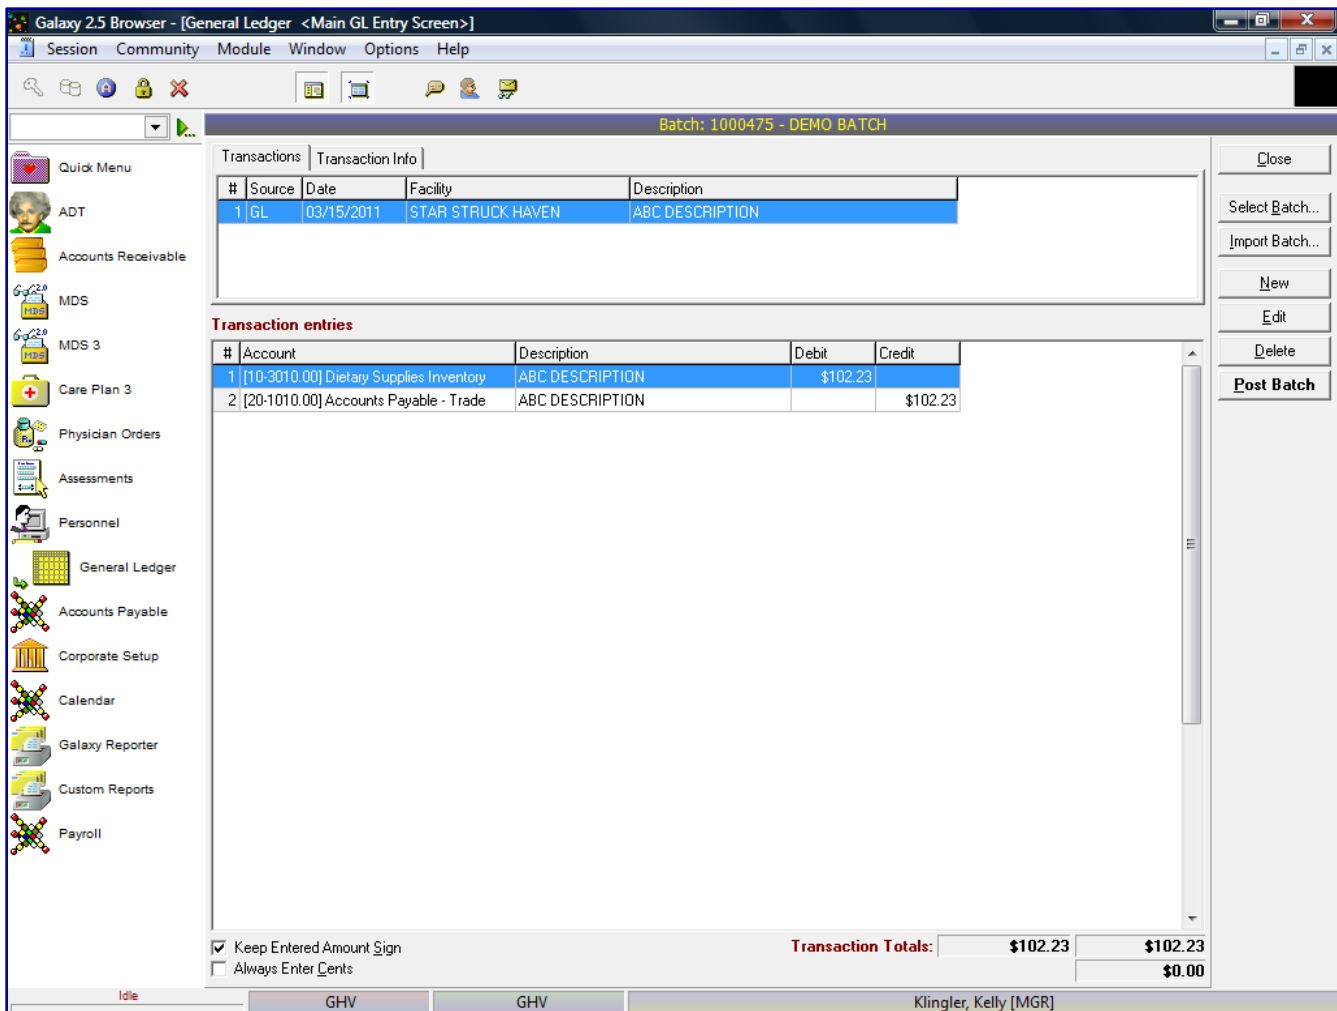 Galaxy 2.5 Browser - [General Ledger <Main GL Entry Screen>]
Session Community Module Window Options Help
Batch: 1000475 - DEMO BATCH
Quick Menu
ADT
Accounts Receivable
MDS
MDS 3
Care Plan 3
Physician Orders
Assessments
Personnel
General Ledger
Accounts Payable
Corporate Setup
Calendar
Galaxy Reporter
Custom Reports
Payroll
Transactions Transaction Info
# Source Date Facility Description
1 GL 03/15/2011 STAR STRUCK HAVEN ABC DESCRIPTION
Transaction entries
# Account Description Debit Credit
1 [10-3010.00] Dietary Supplies Inventory ABC DESCRIPTION $102.23
2 [20-1010.00] Accounts Payable - Trade ABC DESCRIPTION $102.23
Keep Entered Amount Sign Transaction Totals: $102.23 $102.23
Always Enter Cents $0.00
Close
Select Batch...
Import Batch...
New
Edit
Delete
Post Batch
Idle GHV GHV Klingler, Kelly [MGR]